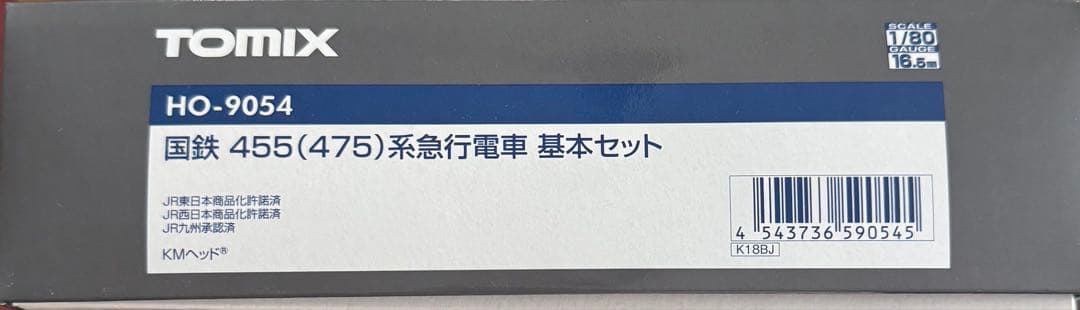 TOMIX
SCALE
1/80
GAUGE
16.5mm
HO-9054
国鉄 455(475)系急行電車 基本セット
JR東日本商品化許諾済
JR西日本商品化許諾済
JR九州承認済
KMヘッド®
4 543736 590545
K18BJ